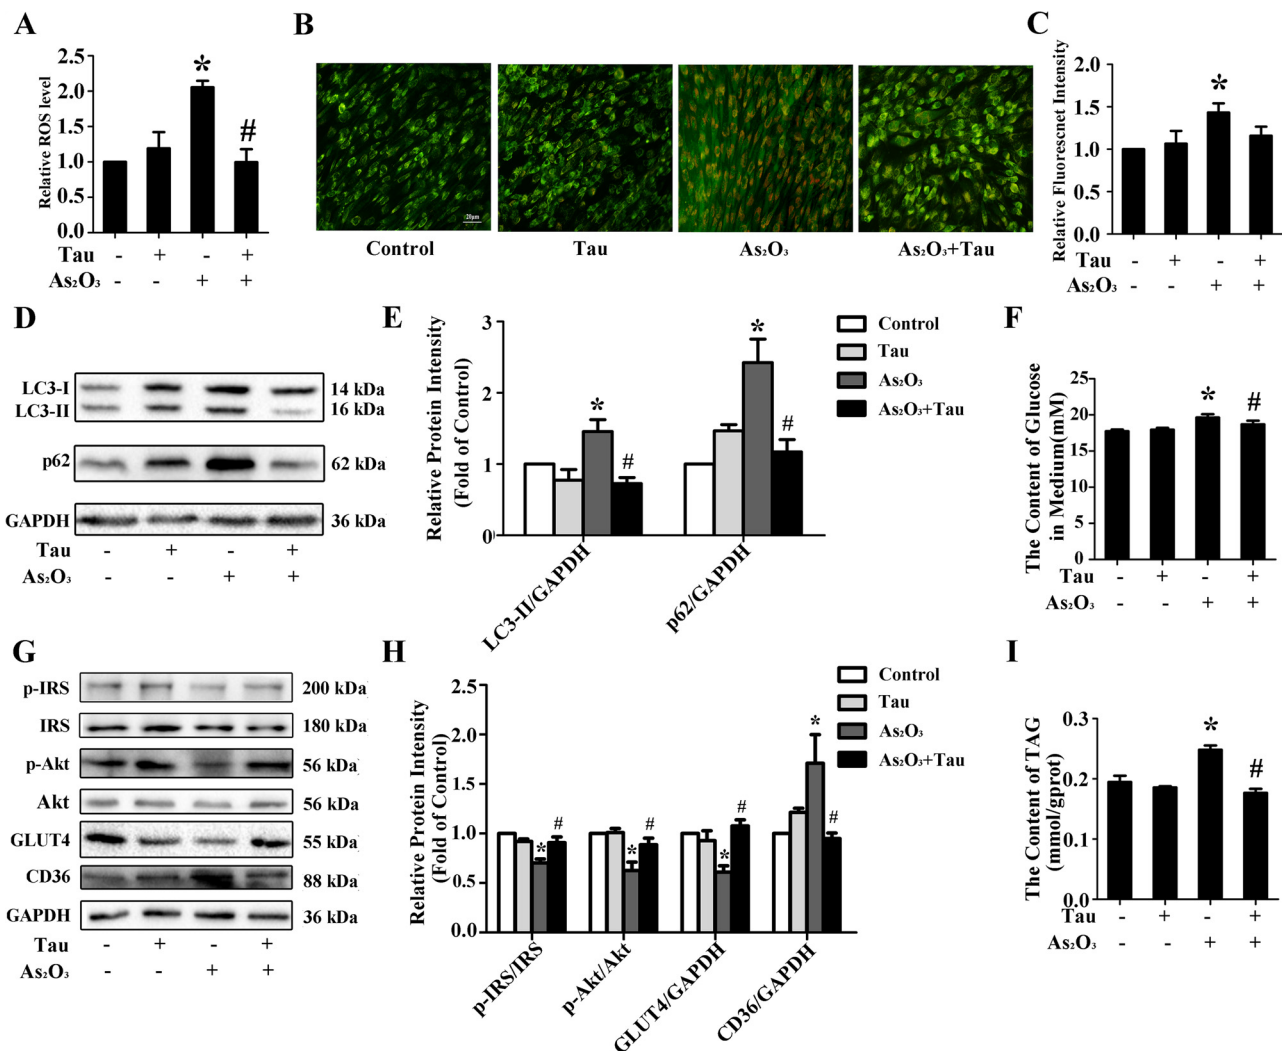 A
Relative ROS level
2.5
2.0
1.5
1.0
0.5
0.0
*
#
Tau - + - +
As₂O₃ - - + +
B
20μm
Control Tau As₂O₃ As₂O₃+Tau
C
Relative Fluorescnet Intensity
2.0
1.5
1.0
0.5
0.0
*
Tau - + - +
As₂O₃ - - + +
D
LC3-I 14 kDa
LC3-II 16 kDa
p62 62 kDa
GAPDH 36 kDa
Tau - + - +
As₂O₃ - - + +
E
Relative Protein Intensity
(Fold of Control)
3
2
1
0
* # * #
LC3-II/GAPDH
p62/GAPDH
Control
Tau
As₂O₃
As₂O₃+Tau
F
The Content of Glucose
in Medium(mM)
25
20
15
10
5
0
* #
Tau - + - +
As₂O₃ - - + +
G
p-IRS 200 kDa
IRS 180 kDa
p-Akt 56 kDa
Akt 56 kDa
GLUT4 55 kDa
CD36 88 kDa
GAPDH 36 kDa
Tau - + - +
As₂O₃ - - + +
H
Relative Protein Intensity
(Fold of Control)
2.5
2.0
1.5
1.0
0.5
0.0
* # * # * # * #
p-IRS/IRS
p-Akt/Akt
GLUT4/GAPDH
CD36/GAPDH
Control
Tau
As₂O₃
As₂O₃+Tau
I
The Content of TAG
(mmol/gprot)
0.3
0.2
0.1
0.0
*
#
Tau - + - +
As₂O₃ - - + +